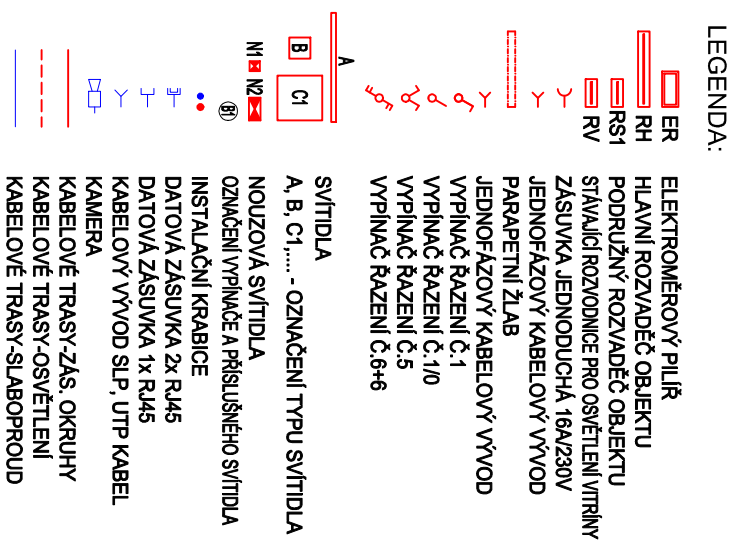 LEGENDA:
ER ELEKTROMĚROVÝ PILÍŘ
RH HLAVNÍ ROZVADĚČ OBJEKTU
RS1 PODRUŽNÝ ROZVADĚČ OBJEKTU
RV STÁVAJÍCÍ ROZVODNICE PRO OSVĚTLENÍ VITRÍNY
ZÁSUVKA JEDNODUCHÁ 16A/230V
JEDNOFÁZOVÝ KABELOVÝ VÝVOD
PARAPETNÍ ŽLAB
JEDNOFÁZOVÝ KABELOVÝ VÝVOD
VYPÍNAČ ŘAZENÍ Č.1
VYPÍNAČ ŘAZENÍ Č.1/0
VYPÍNAČ ŘAZENÍ Č.5
VYPÍNAČ ŘAZENÍ Č.6+6
A SVÍTIDLA
B C1 A, B, C1,.... - OZNAČENÍ TYPU SVÍTIDLA
N1 N2 NOUZOVÁ SVÍTIDLA
B1 OZNAČENÍ VYPÍNAČE A PŘÍSLUŠNÉHO SVÍTIDLA
INSTALAČNÍ KRABICE
DATOVÁ ZÁSUVKA 2x RJ45
DATOVÁ ZÁSUVKA 1x RJ45
KABELOVÝ VÝVOD SLP, UTP KABEL
KAMERA
KABELOVÉ TRASY-ZÁS. OKRUHY
KABELOVÉ TRASY-OSVĚTLENÍ
KABELOVÉ TRASY-SLABOPROUD